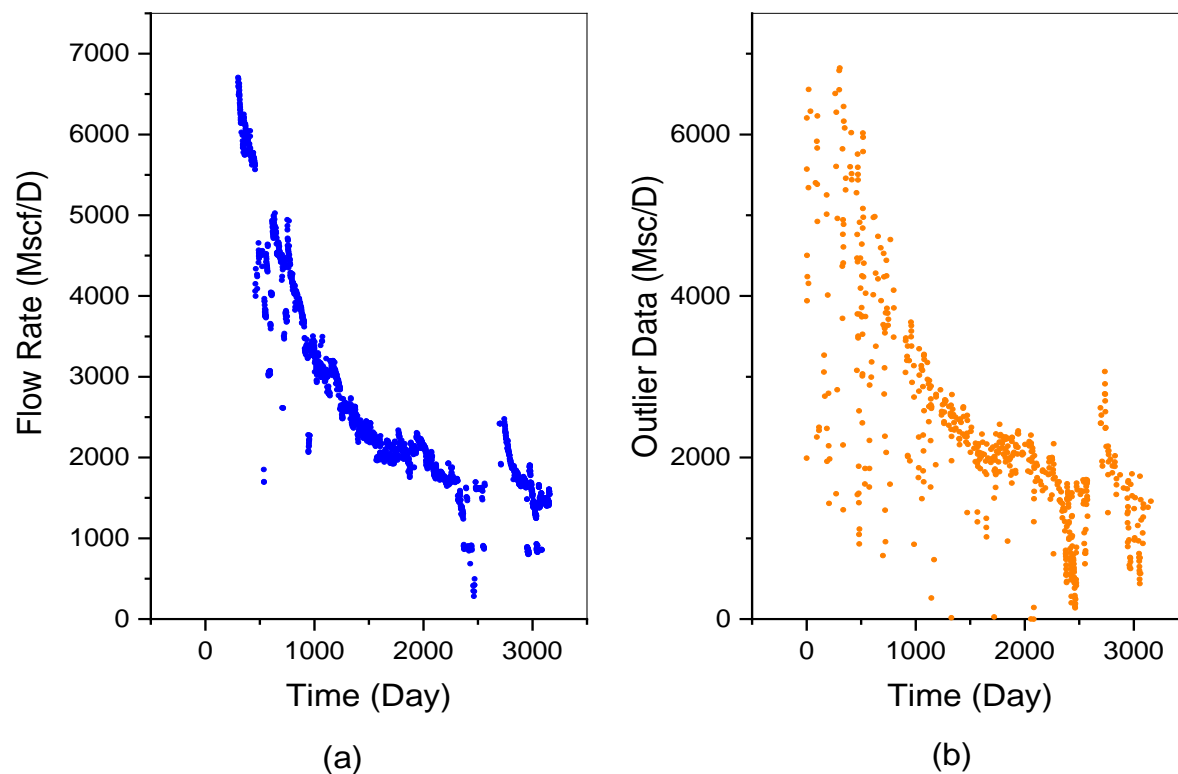 Flow Rate (Mscf/D)
7000
6000
5000
4000
3000
2000
1000
0
0 1000 2000 3000
Time (Day)
(a)
Outlier Data (Msc/D)
6000
4000
2000
0
0 1000 2000 3000
Time (Day)
(b)